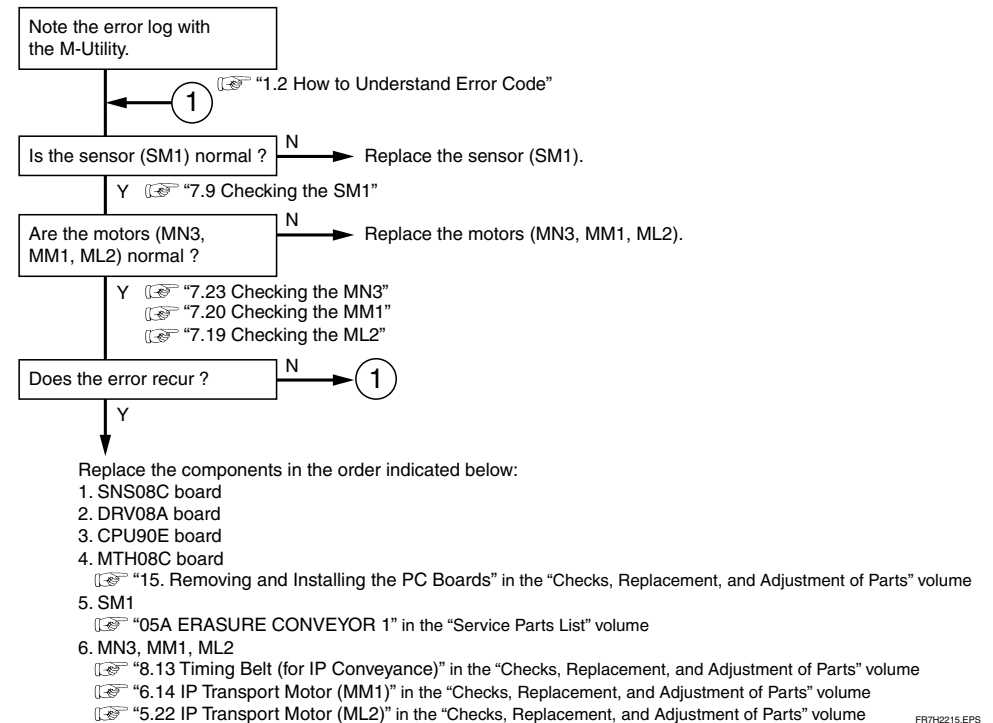 Note the error log with
the M-Utility.
“1.2 How to Understand Error Code”
1
Is the sensor (SM1) normal ?
N
Replace the sensor (SM1).
Y
“7.9 Checking the SM1”
Are the motors (MN3,
MM1, ML2) normal ?
N
Replace the motors (MN3, MM1, ML2).
Y
“7.23 Checking the MN3”
“7.20 Checking the MM1”
“7.19 Checking the ML2”
Does the error recur ?
N
1
Y
Replace the components in the order indicated below:
1. SNS08C board
2. DRV08A board
3. CPU90E board
4. MTH08C board
“15. Removing and Installing the PC Boards” in the “Checks, Replacement, and Adjustment of Parts” volume
5. SM1
“05A ERASURE CONVEYOR 1” in the “Service Parts List” volume
6. MN3, MM1, ML2
“8.13 Timing Belt (for IP Conveyance)” in the “Checks, Replacement, and Adjustment of Parts” volume
“6.14 IP Transport Motor (MM1)” in the “Checks, Replacement, and Adjustment of Parts” volume
“5.22 IP Transport Motor (ML2)” in the “Checks, Replacement, and Adjustment of Parts” volume
FR7H2215.EPS